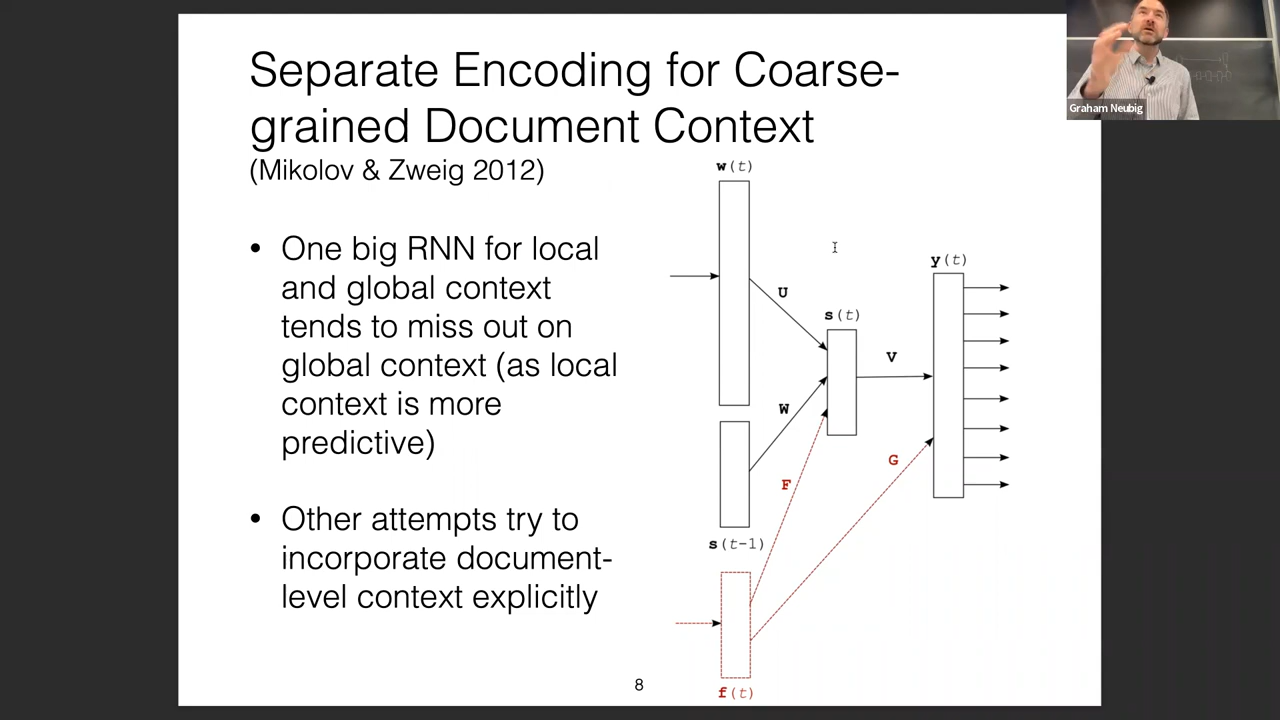 Separate Encoding for Coarse-
grained Document Context
(Mikolov & Zweig 2012)
• One big RNN for local
and global context
tends to miss out on
global context (as local
context is more
predictive)
• Other attempts try to
incorporate document-
level context explicitly
w(t)
U
s(t)
y(t)
V
W
F
G
s(t-1)
f(t)
8
Graham Neubig